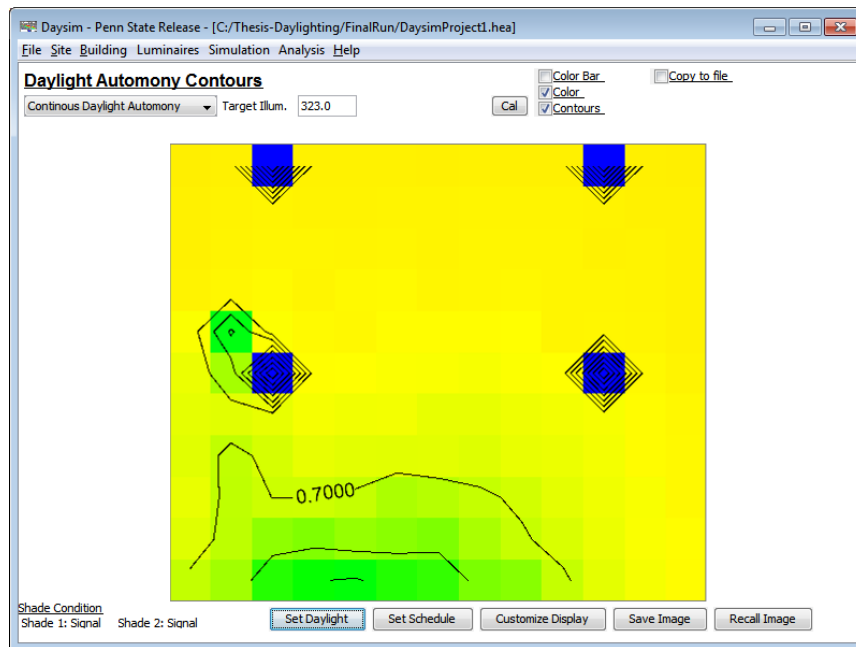 Daysim - Penn State Release - [C:/Thesis-Daylighting/FinalRun/DaysimProject1.hea]
File Site Building Luminaires Simulation Analysis Help
Daylight Automony Contours
Color Bar
Copy to file
Continous Daylight Automony
Target Illum.
323.0
Cal
Color
Contours
0.7000
Shade Condition
Shade 1: Signal Shade 2: Signal
Set Daylight
Set Schedule
Customize Display
Save Image
Recall Image